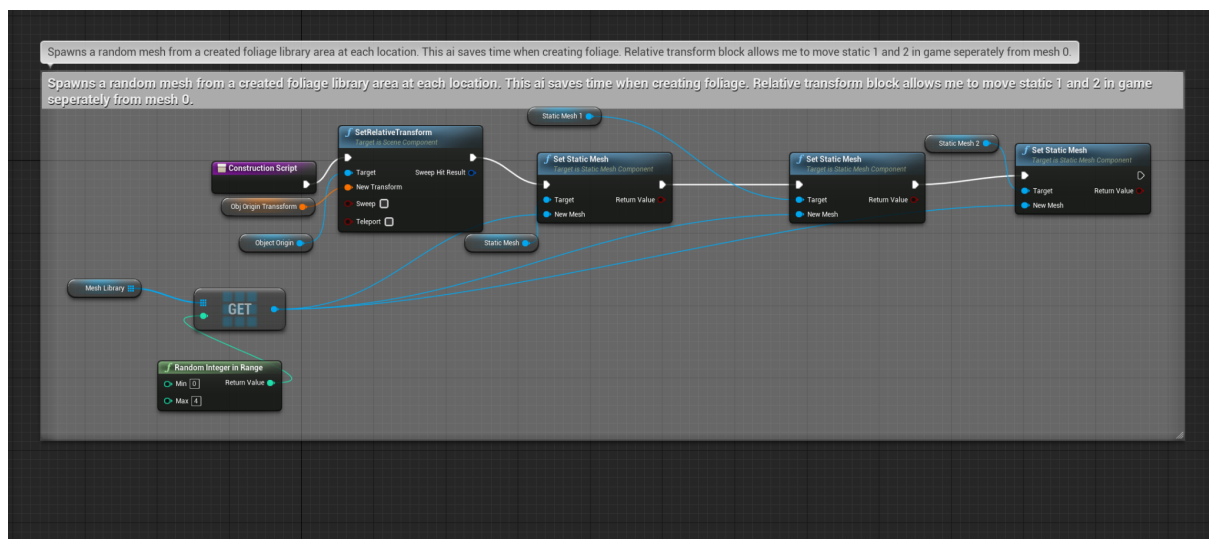 Spawns a random mesh from a created foliage library area at each location. This ai saves time when creating foliage. Relative transform block allows me to move static 1 and 2 in game seperately from mesh 0.
Spawns a random mesh from a created foliage library area at each location. This ai saves time when creating foliage. Relative transform block allows me to move static 1 and 2 in game
seperately from mesh 0.
Construction Script
Obj Origin Transsform
Object Origin
SetRelativeTransform
Target is Scene Component
Target
Sweep Hit Result
New Transform
Sweep
Teleport
Static Mesh 1
Set Static Mesh
Target is Static Mesh Component
Target
Return Value
New Mesh
Static Mesh
Set Static Mesh
Target is Static Mesh Component
Target
Return Value
New Mesh
Static Mesh 2
Set Static Mesh
Target is Static Mesh Component
Target
Return Value
New Mesh
Mesh Library
GET
Random Integer in Range
Min 0
Return Value
Max 4